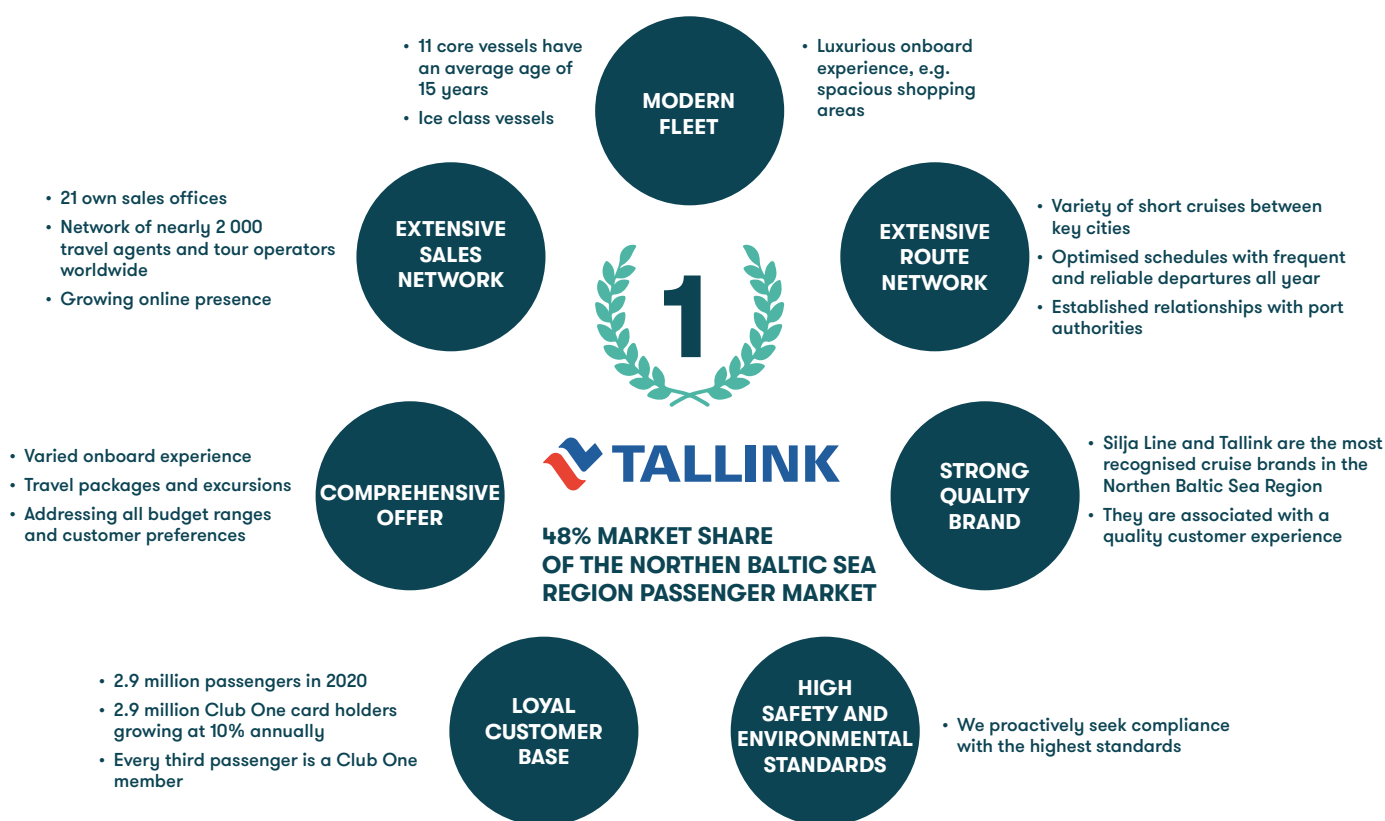 • 11 core vessels have
an average age of
15 years
• Ice class vessels
MODERN
FLEET
• Luxurious onboard
experience, e.g.
spacious shopping
areas
• 21 own sales offices
• Network of nearly 2 000
travel agents and tour operators
worldwide
• Growing online presence
EXTENSIVE
SALES
NETWORK
1
EXTENSIVE
ROUTE
NETWORK
• Variety of short cruises between
key cities
• Optimised schedules with frequent
and reliable departures all year
• Established relationships with port
authorities
• Varied onboard experience
• Travel packages and excursions
• Addressing all budget ranges
and customer preferences
COMPREHENSIVE
OFFER
TALLINK
48% MARKET SHARE
OF THE NORTHEN BALTIC SEA
REGION PASSENGER MARKET
STRONG
QUALITY
BRAND
• Silja Line and Tallink are the most
recognised cruise brands in the
Northen Baltic Sea Region
• They are associated with a
quality customer experience
• 2.9 million passengers in 2020
• 2.9 million Club One card holders
growing at 10% annually
• Every third passenger is a Club One
member
LOYAL
CUSTOMER
BASE
HIGH
SAFETY AND
ENVIRONMENTAL
STANDARDS
• We proactively seek compliance
with the highest standards